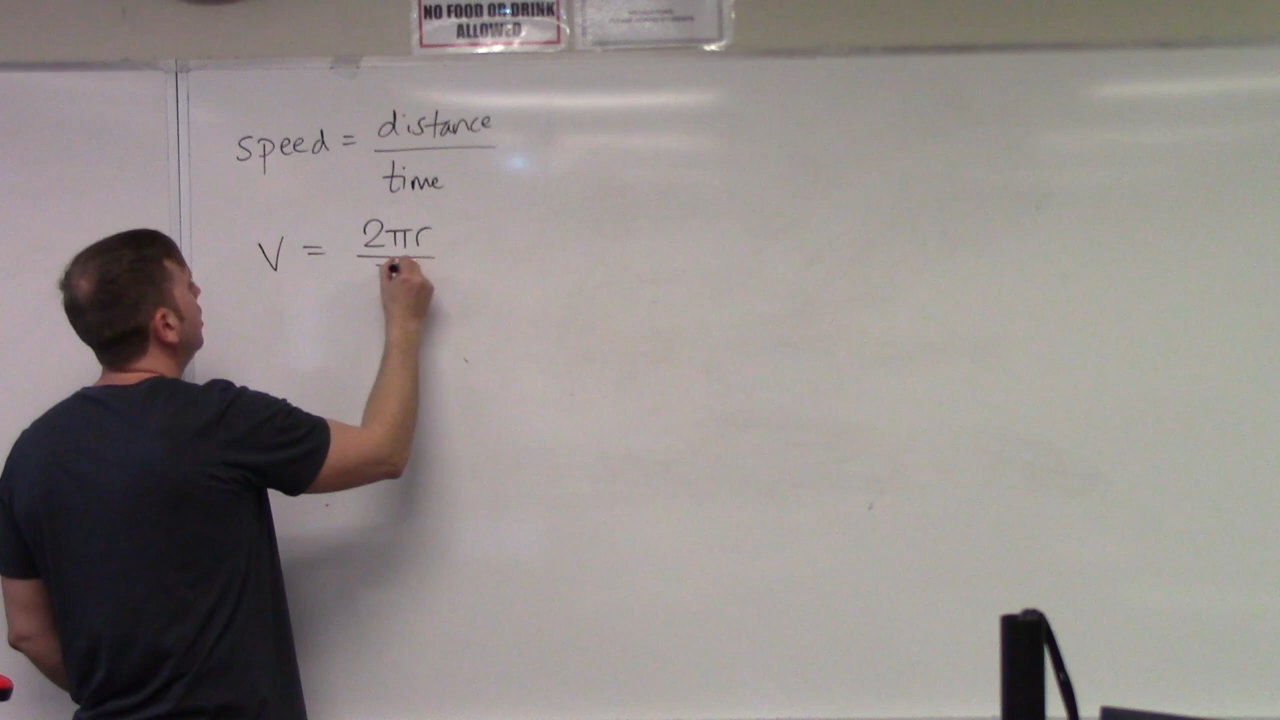 NO FOOD OR DRINK
ALLOWED
speed = distance
time
V = 2πr